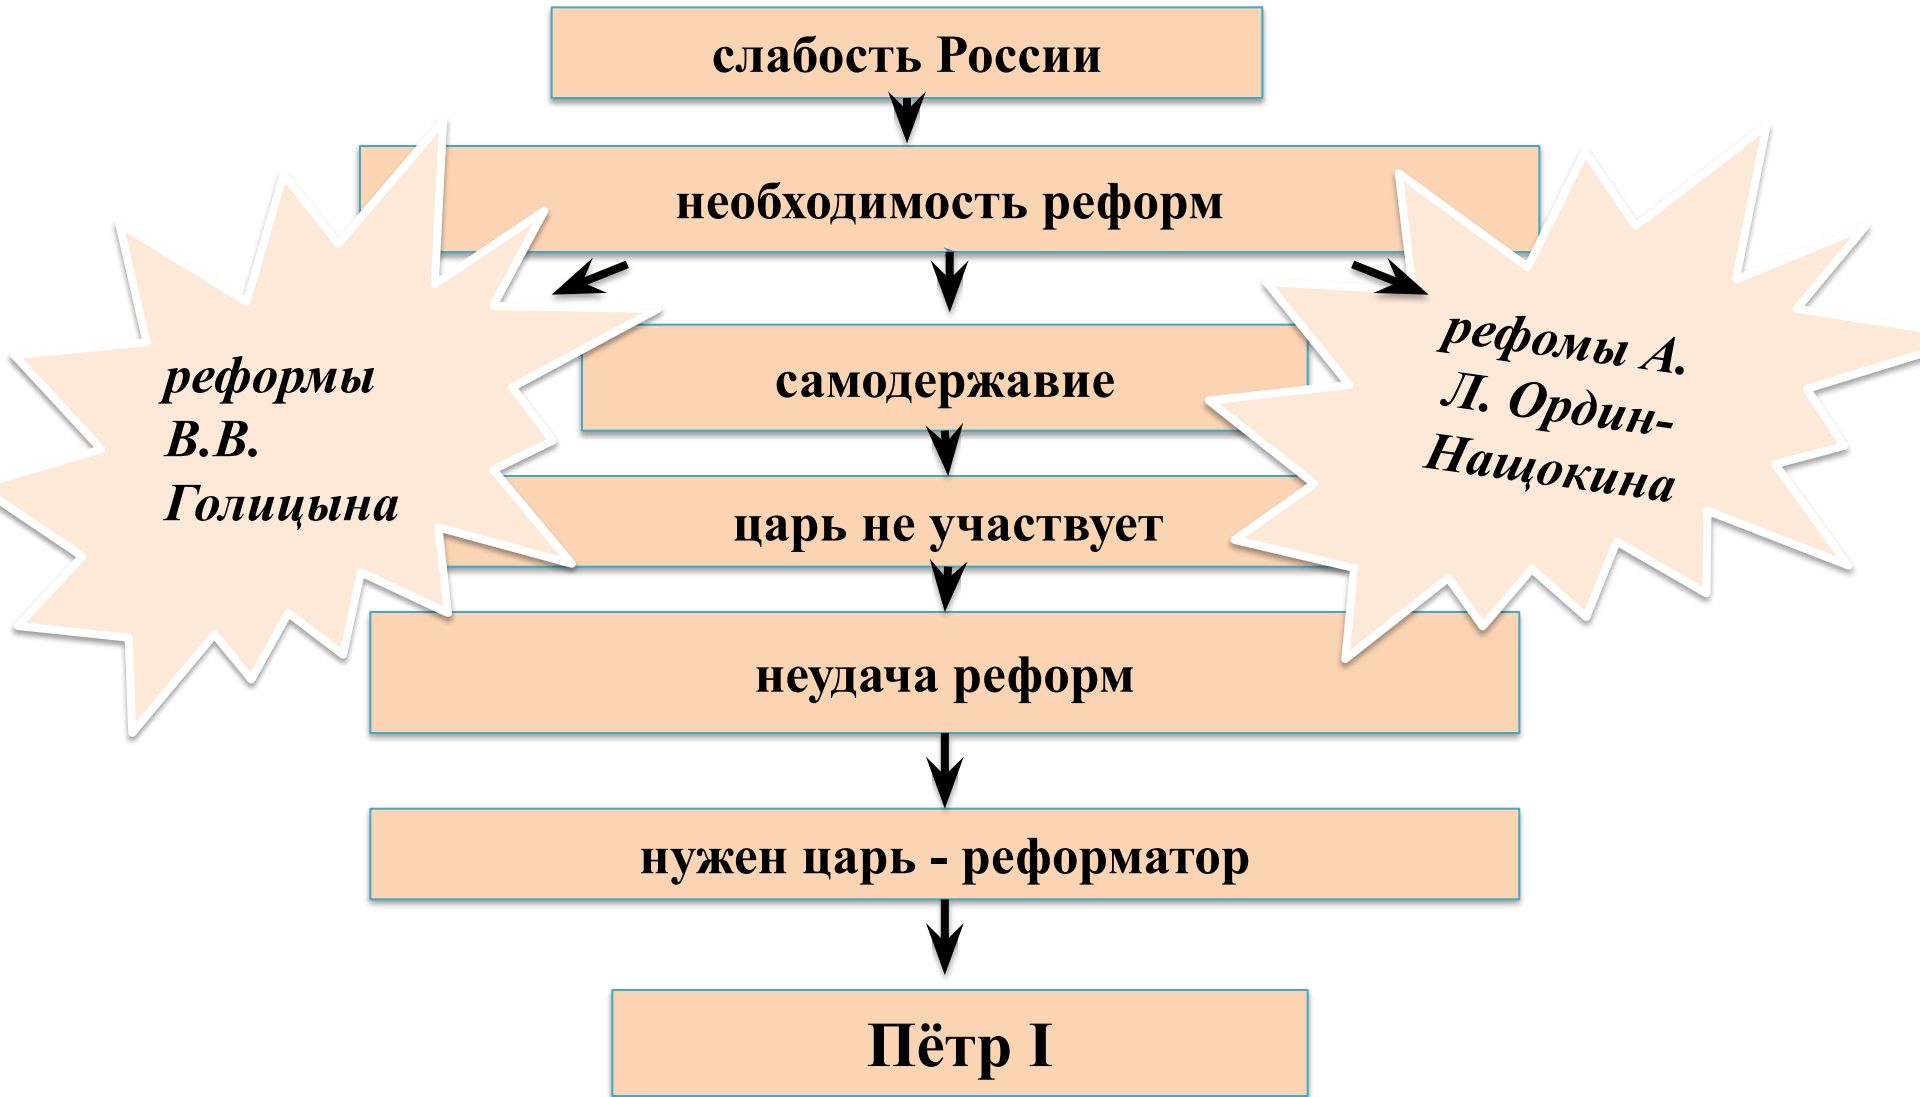 слабость России
необходимость реформ
реформы
В.В.
Голицына
рефомы А.
Л. Ордин-
Нащокина
самодержавие
царь не участвует
неудача реформ
нужен царь - реформатор
Пётр I